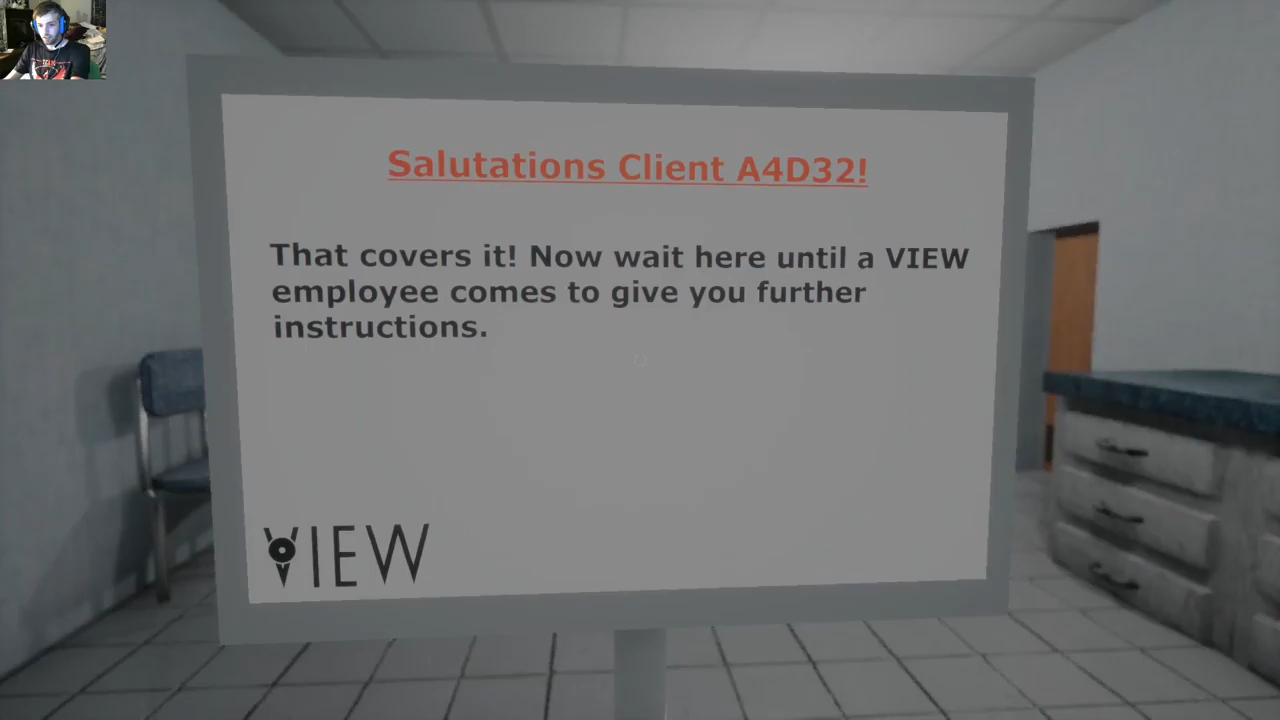 Salutations Client A4D32!
That covers it! Now wait here until a VIEW
employee comes to give you further
instructions.
VIEW